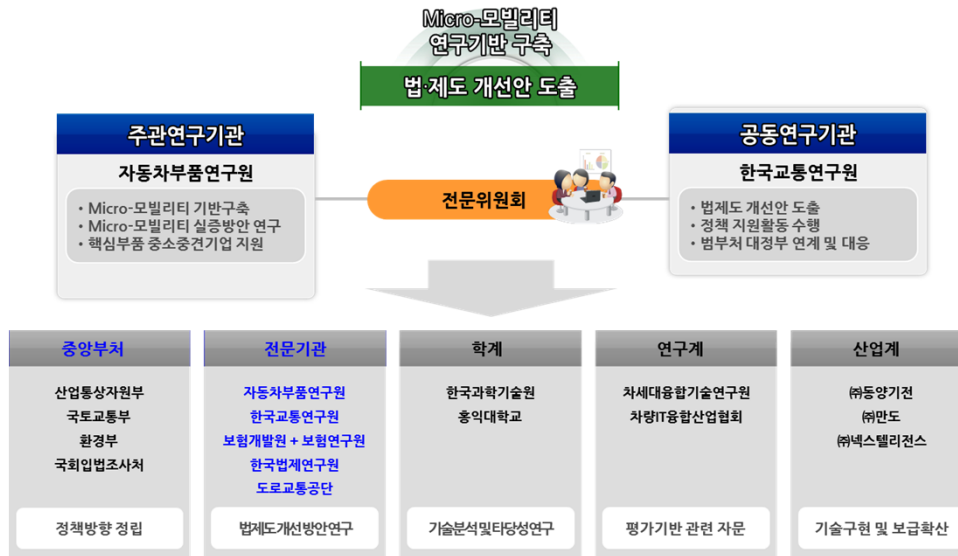 Micro-모빌리티
연구기반 구축
법·제도 개선안 도출
주관연구기관
자동차부품연구원
• Micro-모빌리티 기반구축
• Micro-모빌리티 실증방안 연구
• 핵심부품 중소중견기업 지원
전문위원회
공동연구기관
한국교통연구원
• 법제도 개선안 도출
• 정책 지원활동 수행
• 범부처 대정부 연계 및 대응
중앙부처
산업통상자원부
국토교통부
환경부
국회입법조사처
정책방향 정립
전문기관
자동차부품연구원
한국교통연구원
보험개발원 + 보험연구원
한국법제연구원
도로교통공단
법제도개선방안연구
학계
한국과학기술원
홍익대학교
기술분석및타당성연구
연구계
차세대융합기술연구원
차량IT융합산업협회
평가기반 관련 자문
산업계
㈜동양기전
㈜만도
㈜넥스텔리전스
기술구현 및 보급확산